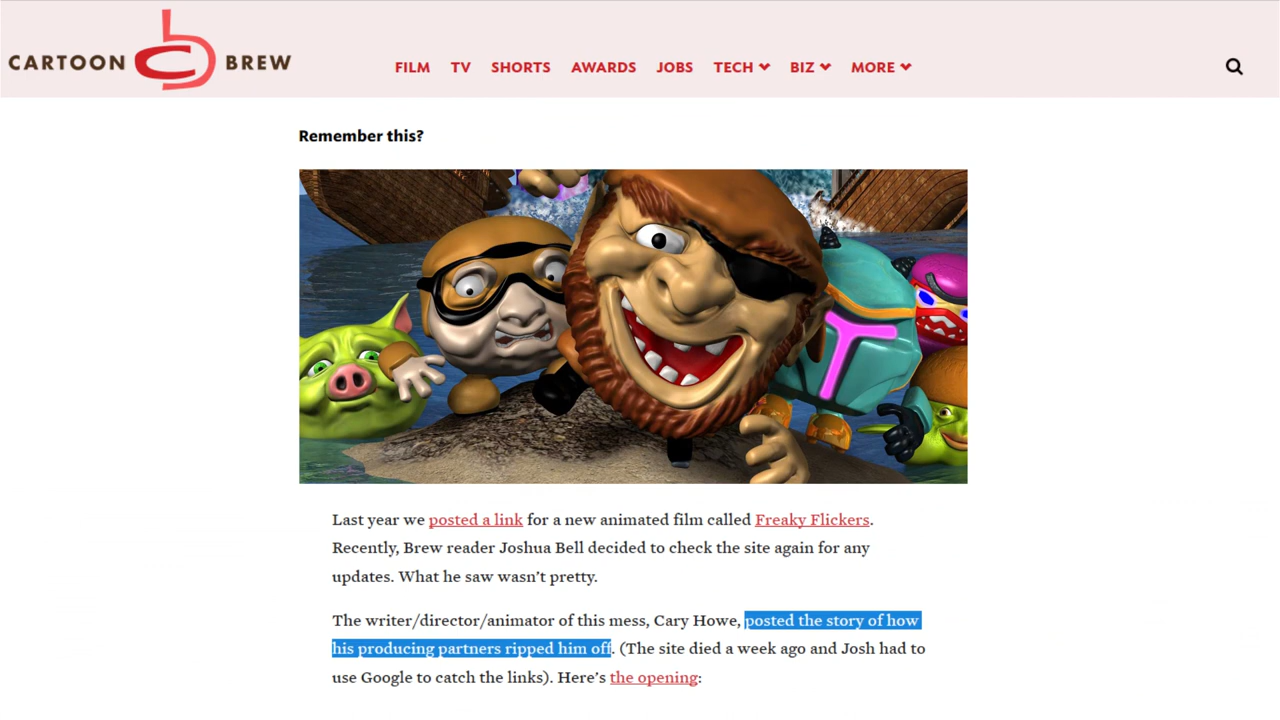 CARTOON BREW
FILM TV SHORTS AWARDS JOBS TECH BIZ MORE
Remember this?
T
Last year we posted a link for a new animated film called Freaky Flickers.
Recently, Brew reader Joshua Bell decided to check the site again for any
updates. What he saw wasn’t pretty.
The writer/director/animator of this mess, Cary Howe, posted the story of how
his producing partners ripped him off. (The site died a week ago and Josh had to
use Google to catch the links). Here’s the opening: